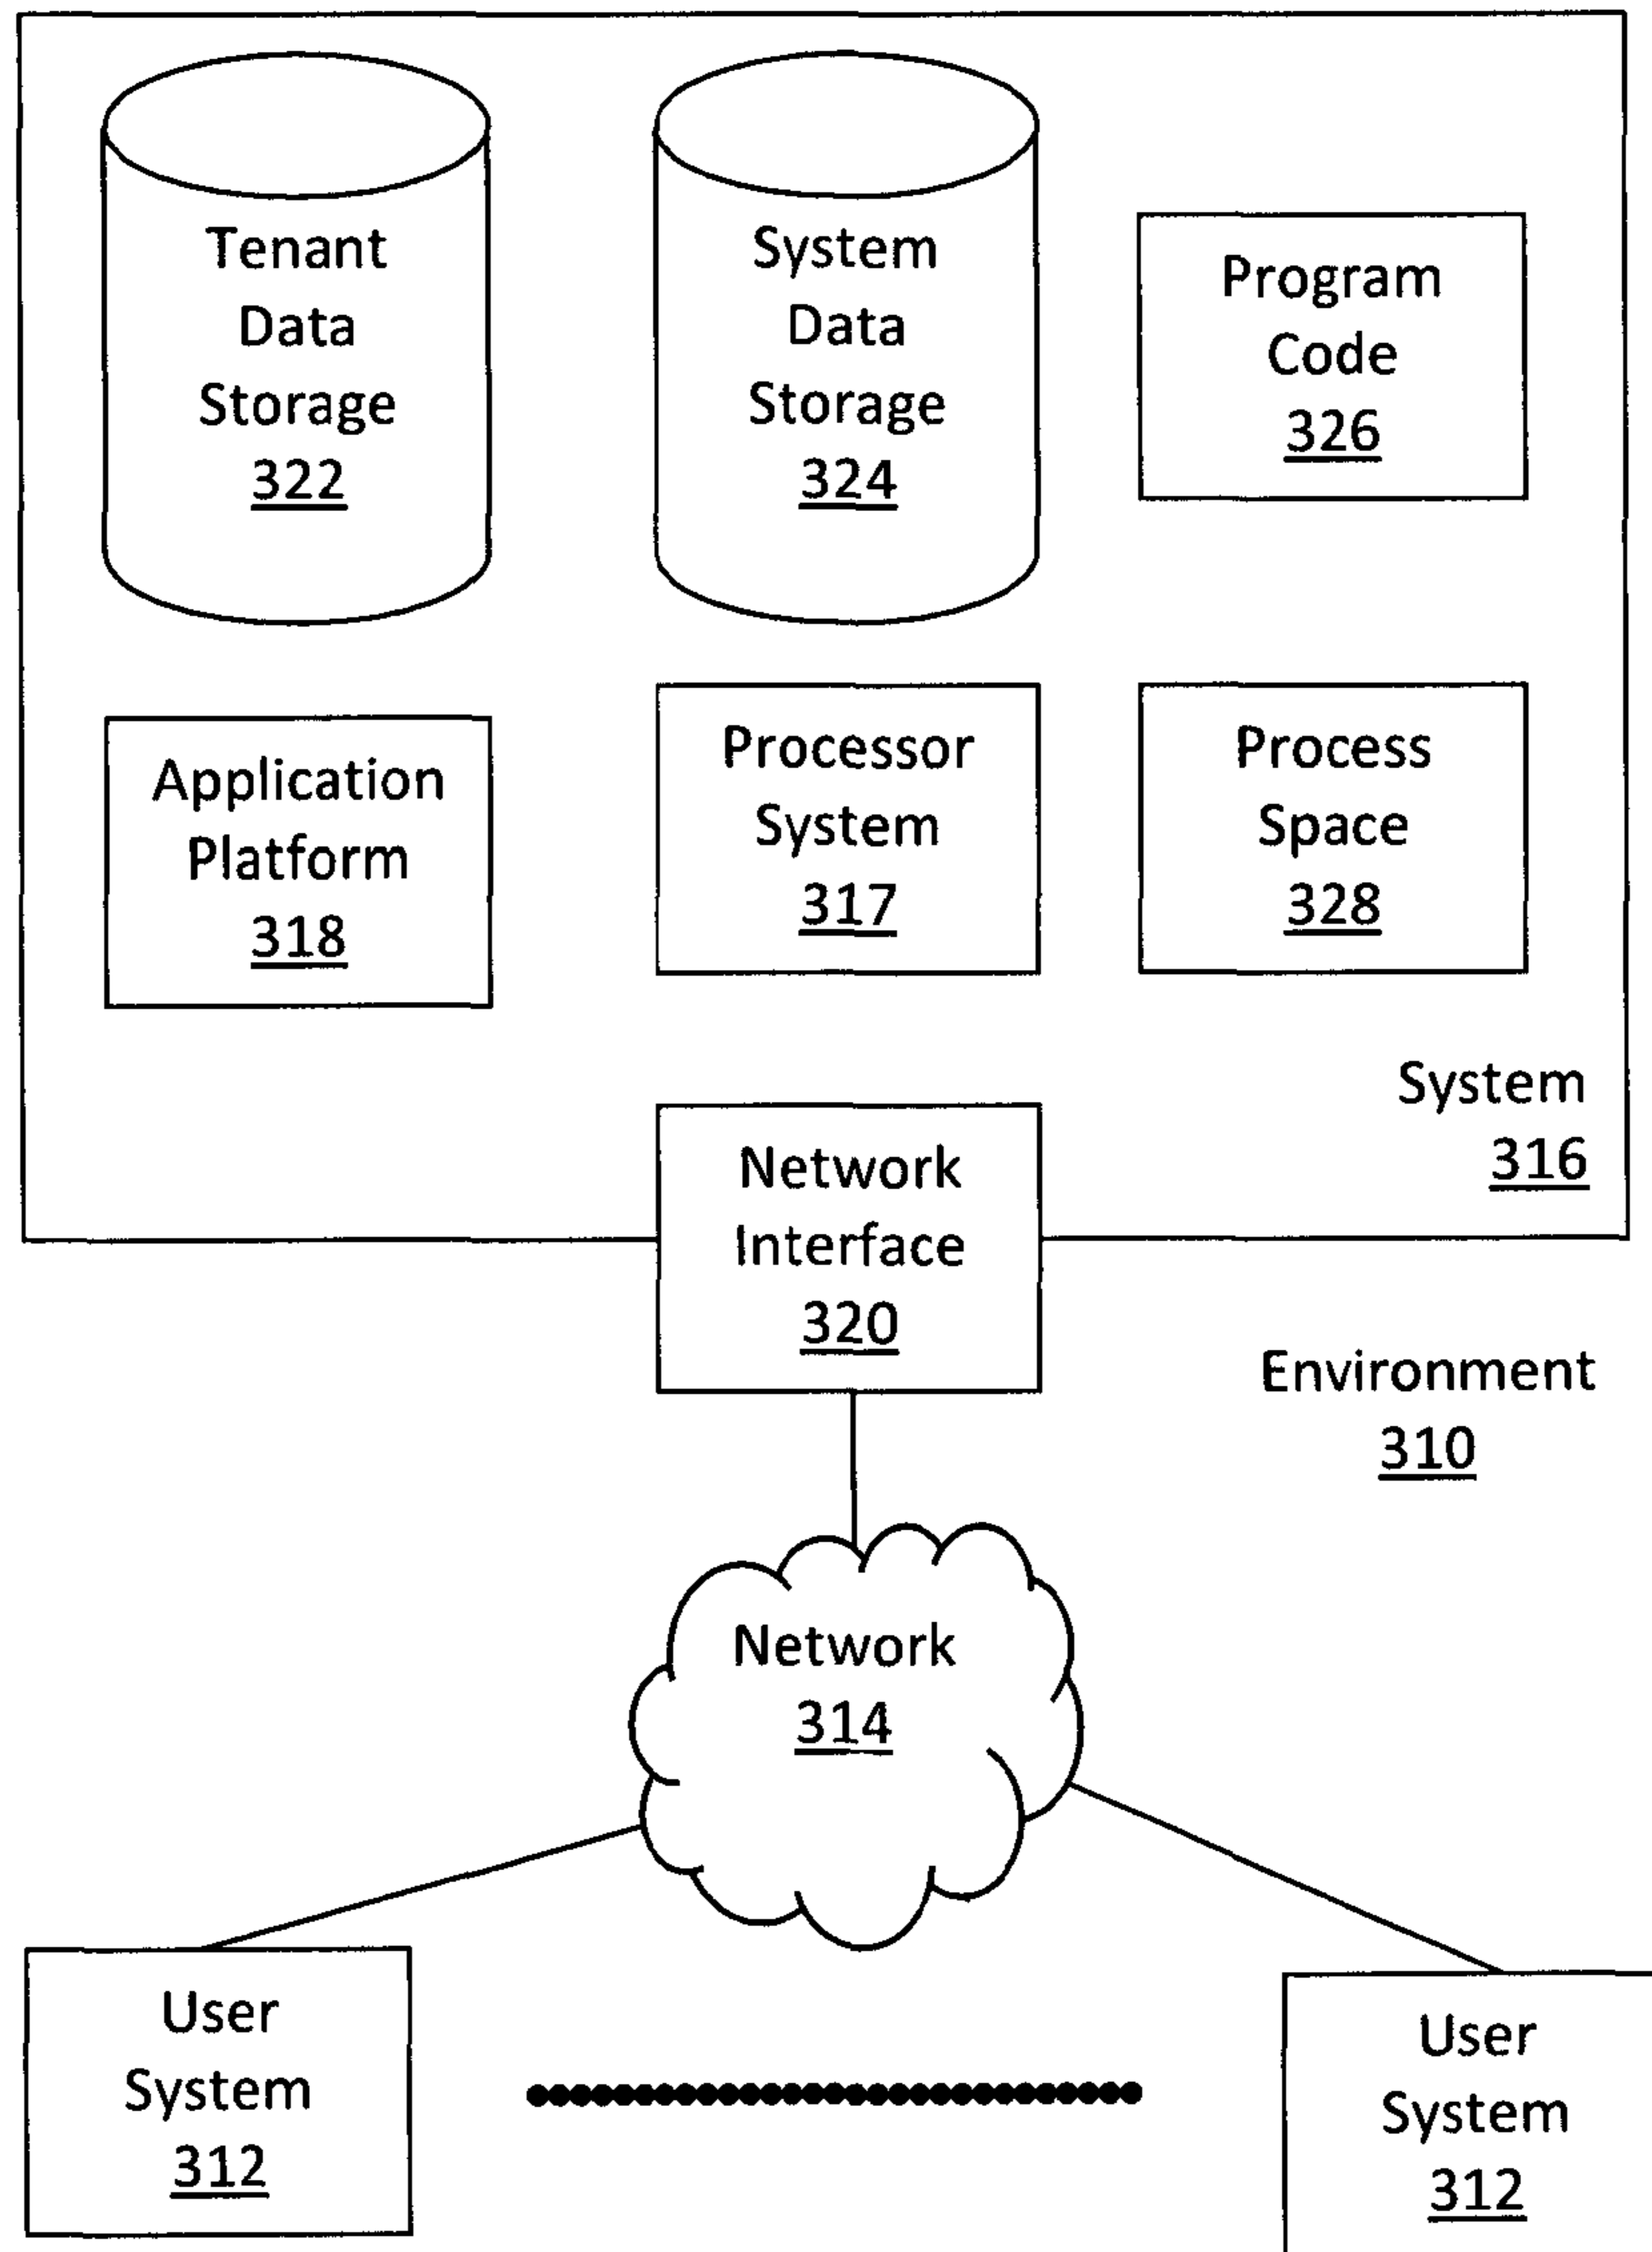 Tenant
Data
Storage
322
System
Data
Storage
324
Program
Code
326
Application
Platform
318
Processor
System
317
Process
Space
328
System
316
Network
Interface
320
Environment
310
Network
314
User
System
312
User
System
312